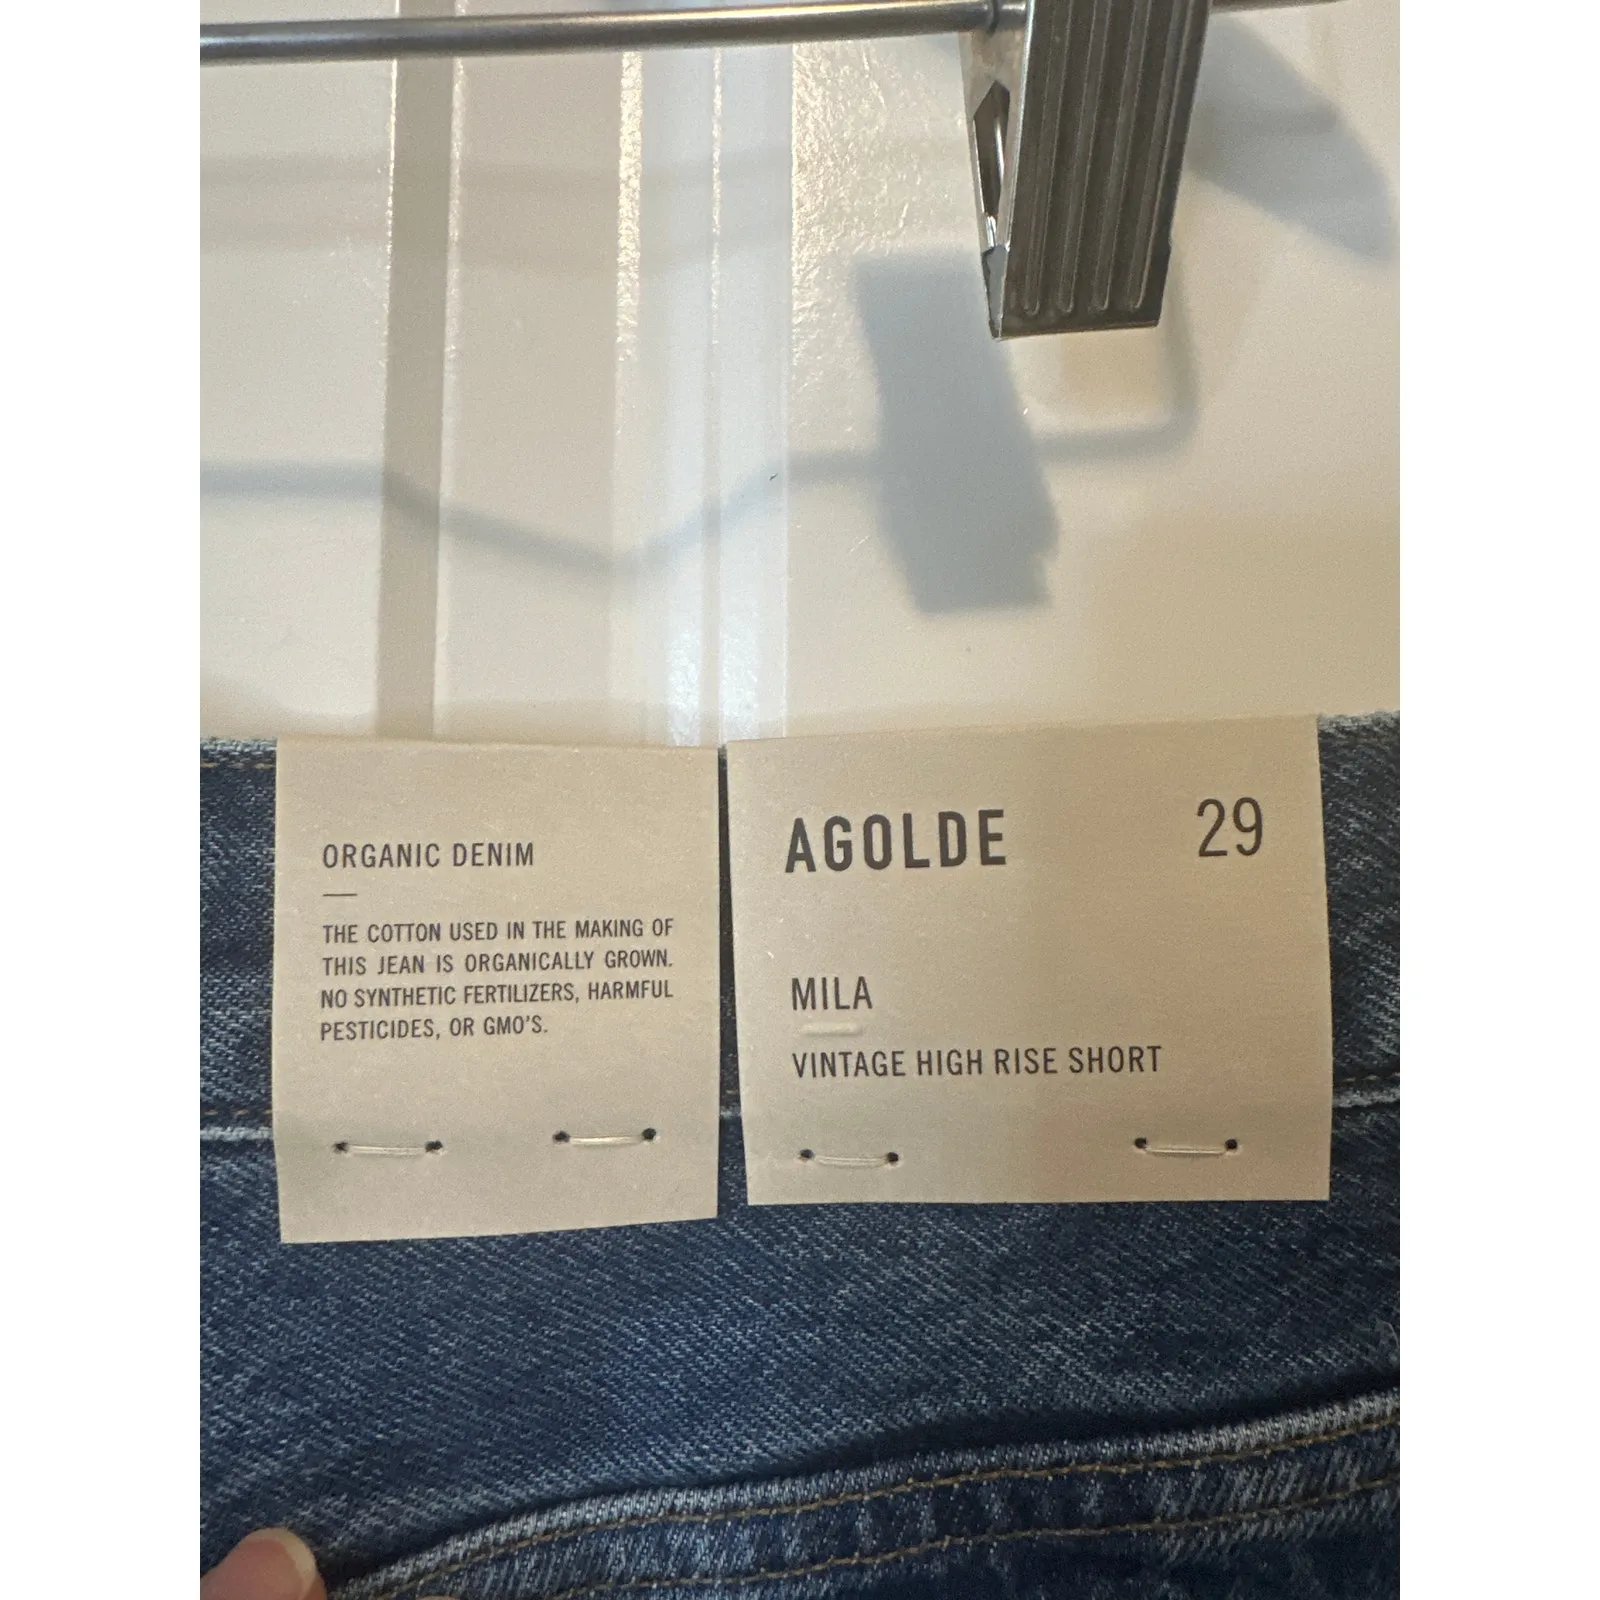 ORGANIC DENIM
THE COTTON USED IN THE MAKING OF
THIS JEAN IS ORGANICALLY GROWN.
NO SYNTHETIC FERTILIZERS, HARMFUL
PESTICIDES, OR GMO'S.
AGOLDE 29
MILA
VINTAGE HIGH RISE SHORT